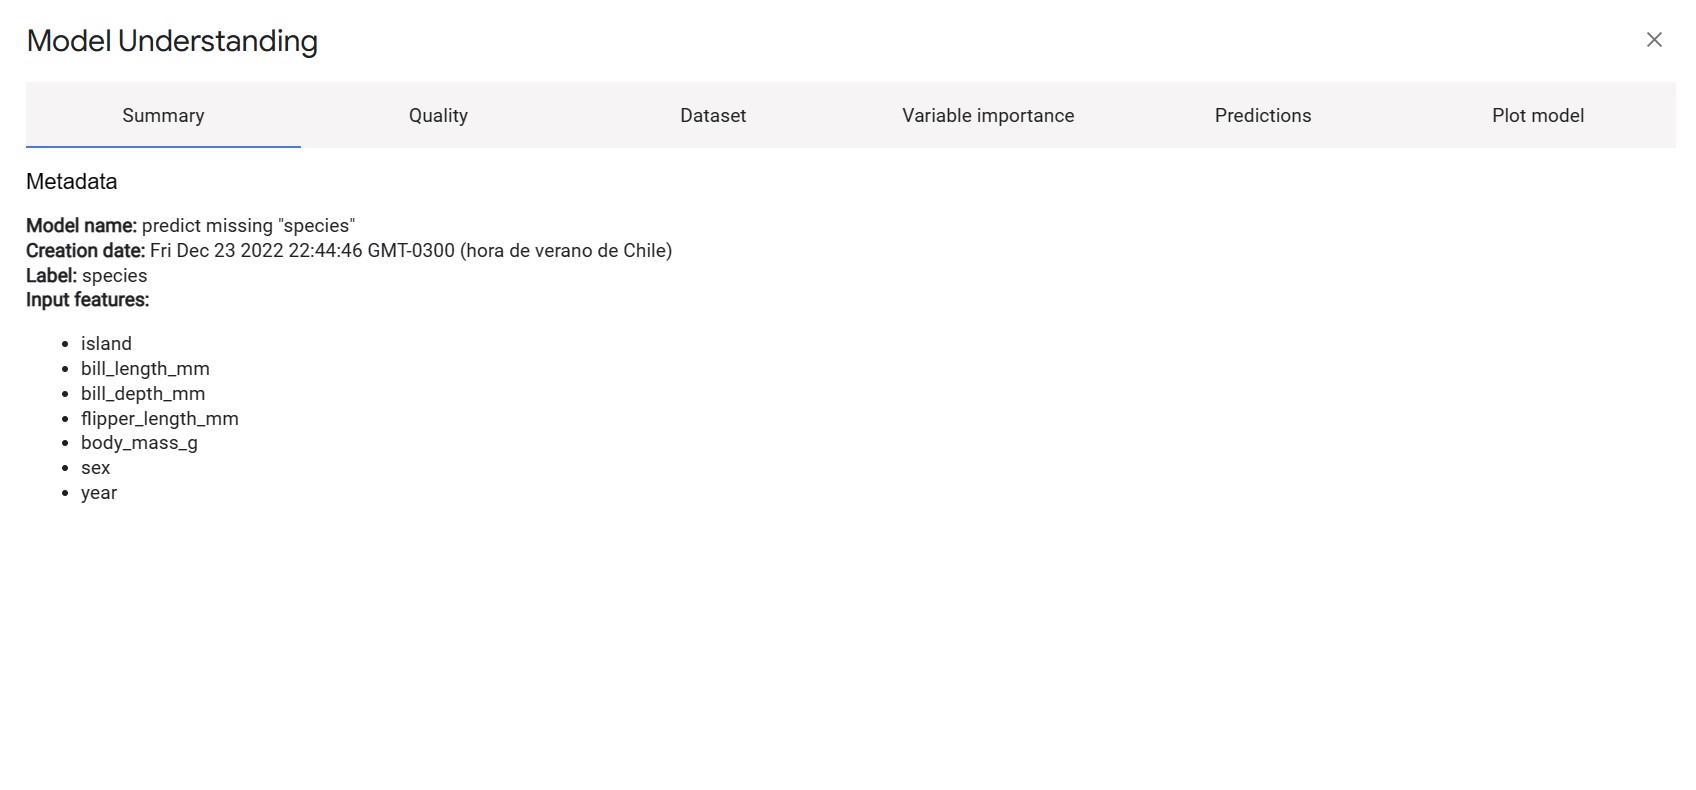 Model Understanding
Summary
Quality
Dataset
Variable importance
Predictions
Plot model
Metadata
Model name: predict missing "species"
Creation date: Fri Dec 23 2022 22:44:46 GMT-0300 (hora de verano de Chile)
Label: species
Input features:
island
bill_length_mm
bill_depth_mm
flipper_length_mm
body_mass_g
sex
year